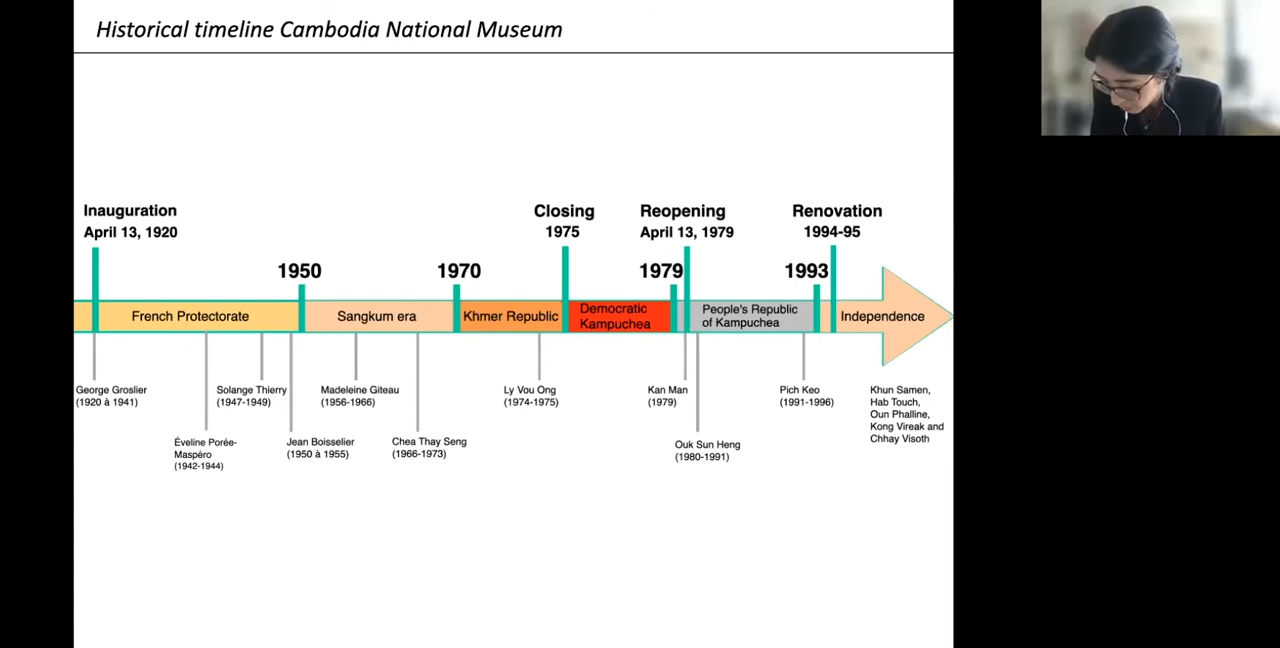 Historical timeline Cambodia National Museum
Inauguration
April 13, 1920
Closing
1975
Reopening
April 13, 1979
Renovation
1994-95
1950
1970
1979
1993
French Protectorate
Sangkum era
Khmer Republic
Democratic
Kampuchea
People's Republic
of Kampuchea
Independence
George Groslier
(1920 à 1941)
Solange Thierry
(1947-1949)
Madeleine Giteau
(1956-1966)
Ly Vou Ong
(1974-1975)
Kan Man
(1979)
Pich Keo
(1991-1996)
Khun Samen,
Hab Touch,
Oun Phalline,
Kong Vireak and
Chhay Visoth
Éveline Porée-
Maspéro
(1942-1944)
Jean Boisselier
(1950 à 1955)
Chea Thay Seng
(1966-1973)
Ouk Sun Heng
(1980-1991)